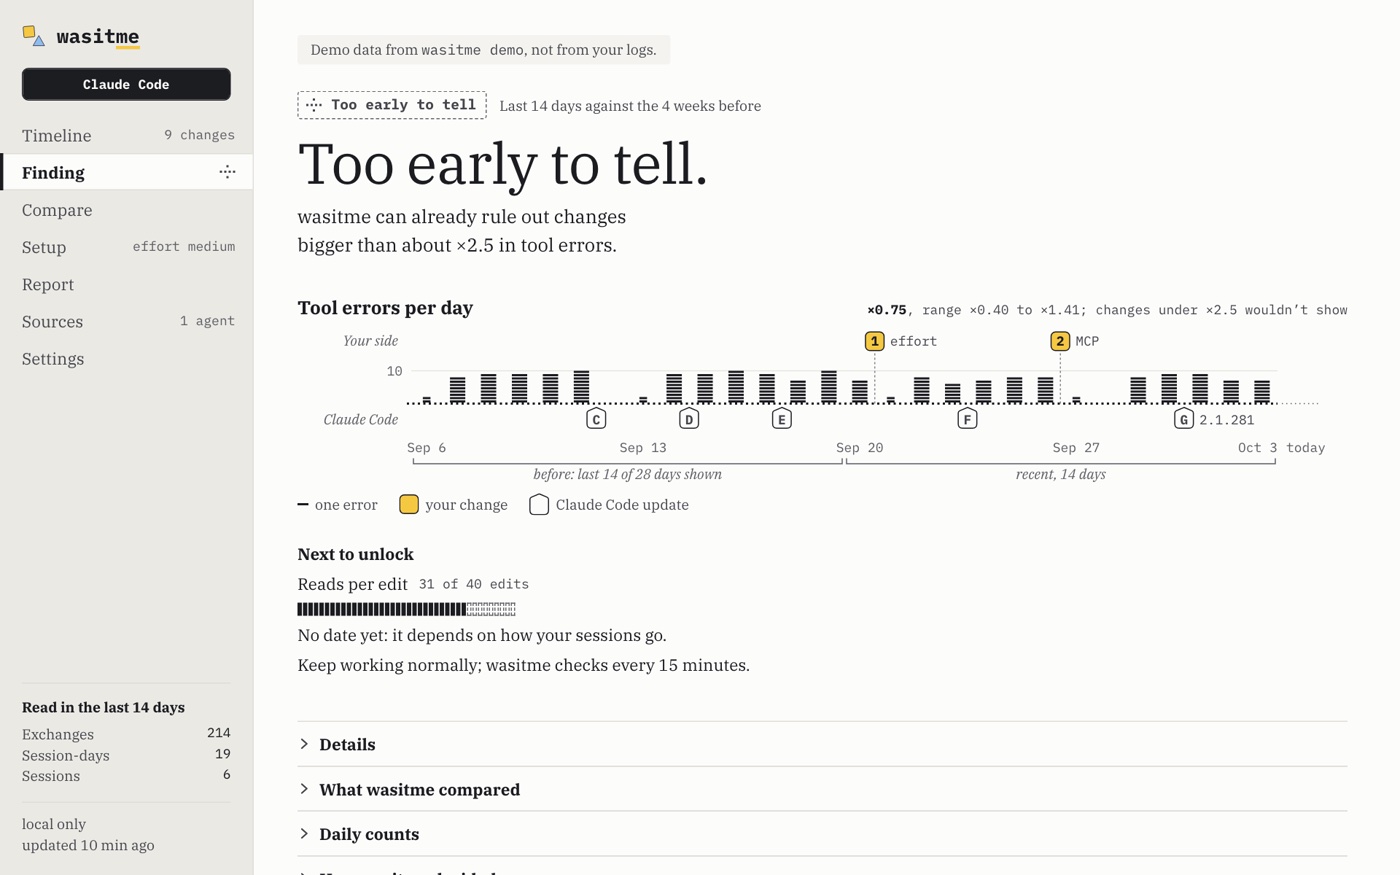 wasitme
Claude Code
Timeline 9 changes
Finding
Compare
Setup effort medium
Report
Sources 1 agent
Settings
Read in the last 14 days
Exchanges 214
Session-days 19
Sessions 6
local only
updated 10 min ago
Demo data from wasitme demo, not from your logs.
Too early to tell Last 14 days against the 4 weeks before
Too early to tell.
wasitme can already rule out changes
bigger than about ×2.5 in tool errors.
Tool errors per day ×0.75, range ×0.40 to ×1.41; changes under ×2.5 wouldn’t show
Your side 1 effort 2 MCP
10
Claude Code C D E F G 2.1.281
Sep 6 Sep 13 Sep 20 Sep 27 Oct 3 today
before: last 14 of 28 days shown recent, 14 days
one error your change Claude Code update
Next to unlock
Reads per edit 31 of 40 edits
No date yet: it depends on how your sessions go.
Keep working normally; wasitme checks every 15 minutes.
Details
What wasitme compared
Daily counts